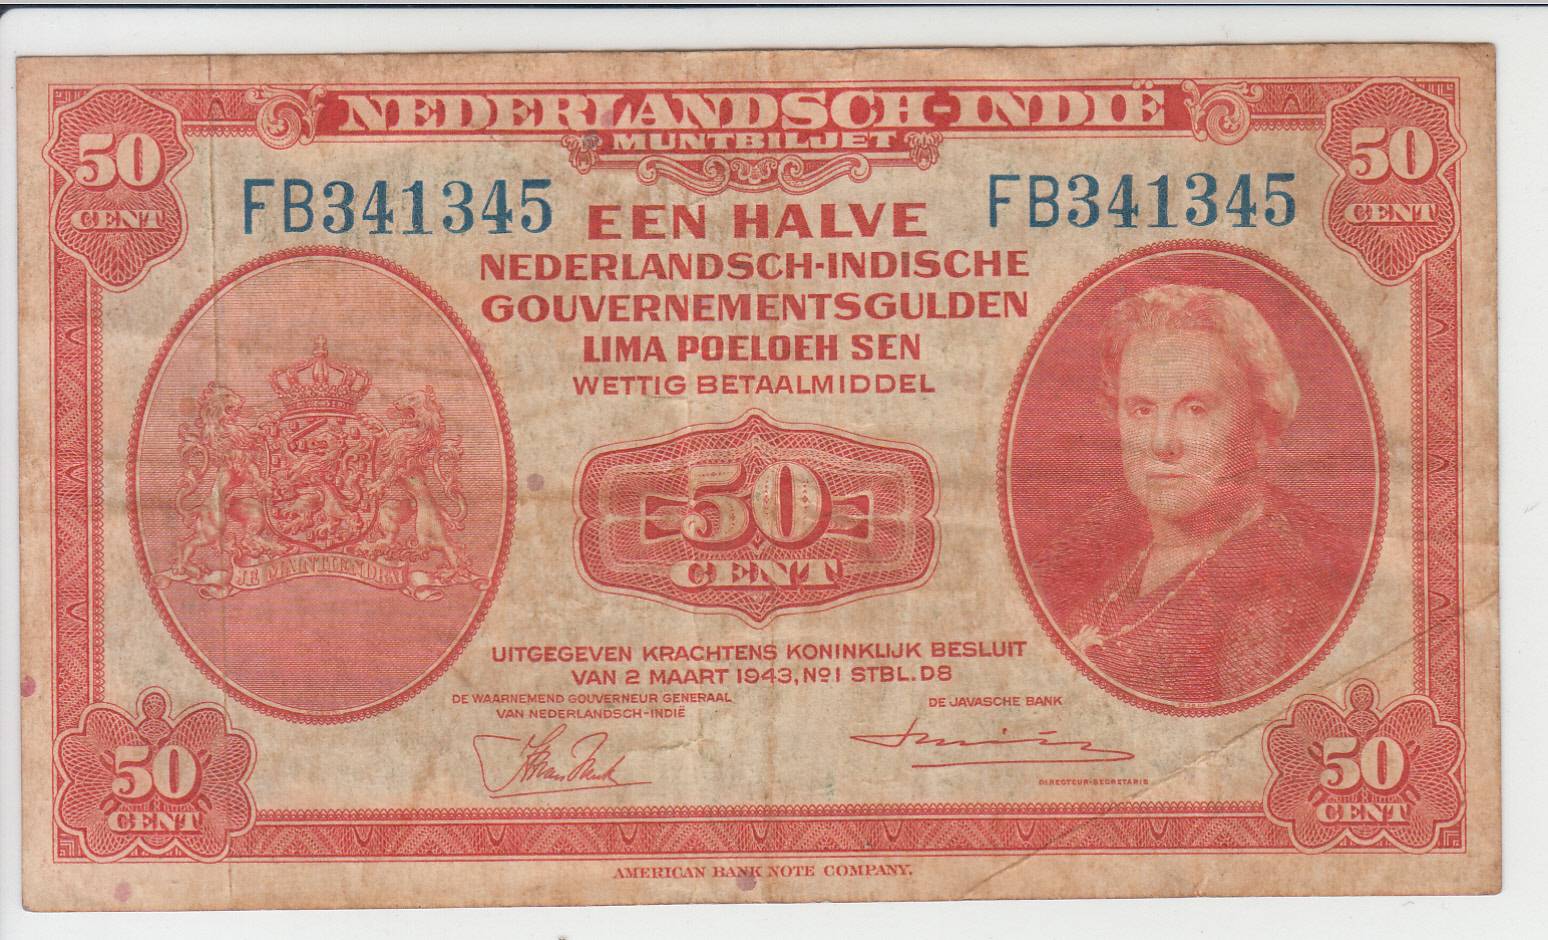 NEDERLANDSCH-INDIË
MUNTBILJET
50
CENT
50
CENT
FB341345
FB341345
EEN HALVE
NEDERLANDSCH-INDISCHE
GOUVERNEMENTSGULDEN
LIMA POELOEH SEN
WETTIG BETAALMIDDEL
50
CENT
JE MAINTIENDRAI
UITGEGEVEN KRACHTENS KONINKLIJK BESLUIT
VAN 2 MAART 1943, Nº 1 STBL. D8
DE WAARNEMEND GOUVERNEUR GENERAAL
VAN NEDERLANDSCH-INDIË
DE JAVASCHE BANK
DIRECTEUR-SECRETARIS
50
CENT
50
CENT
AMERICAN BANK NOTE COMPANY.